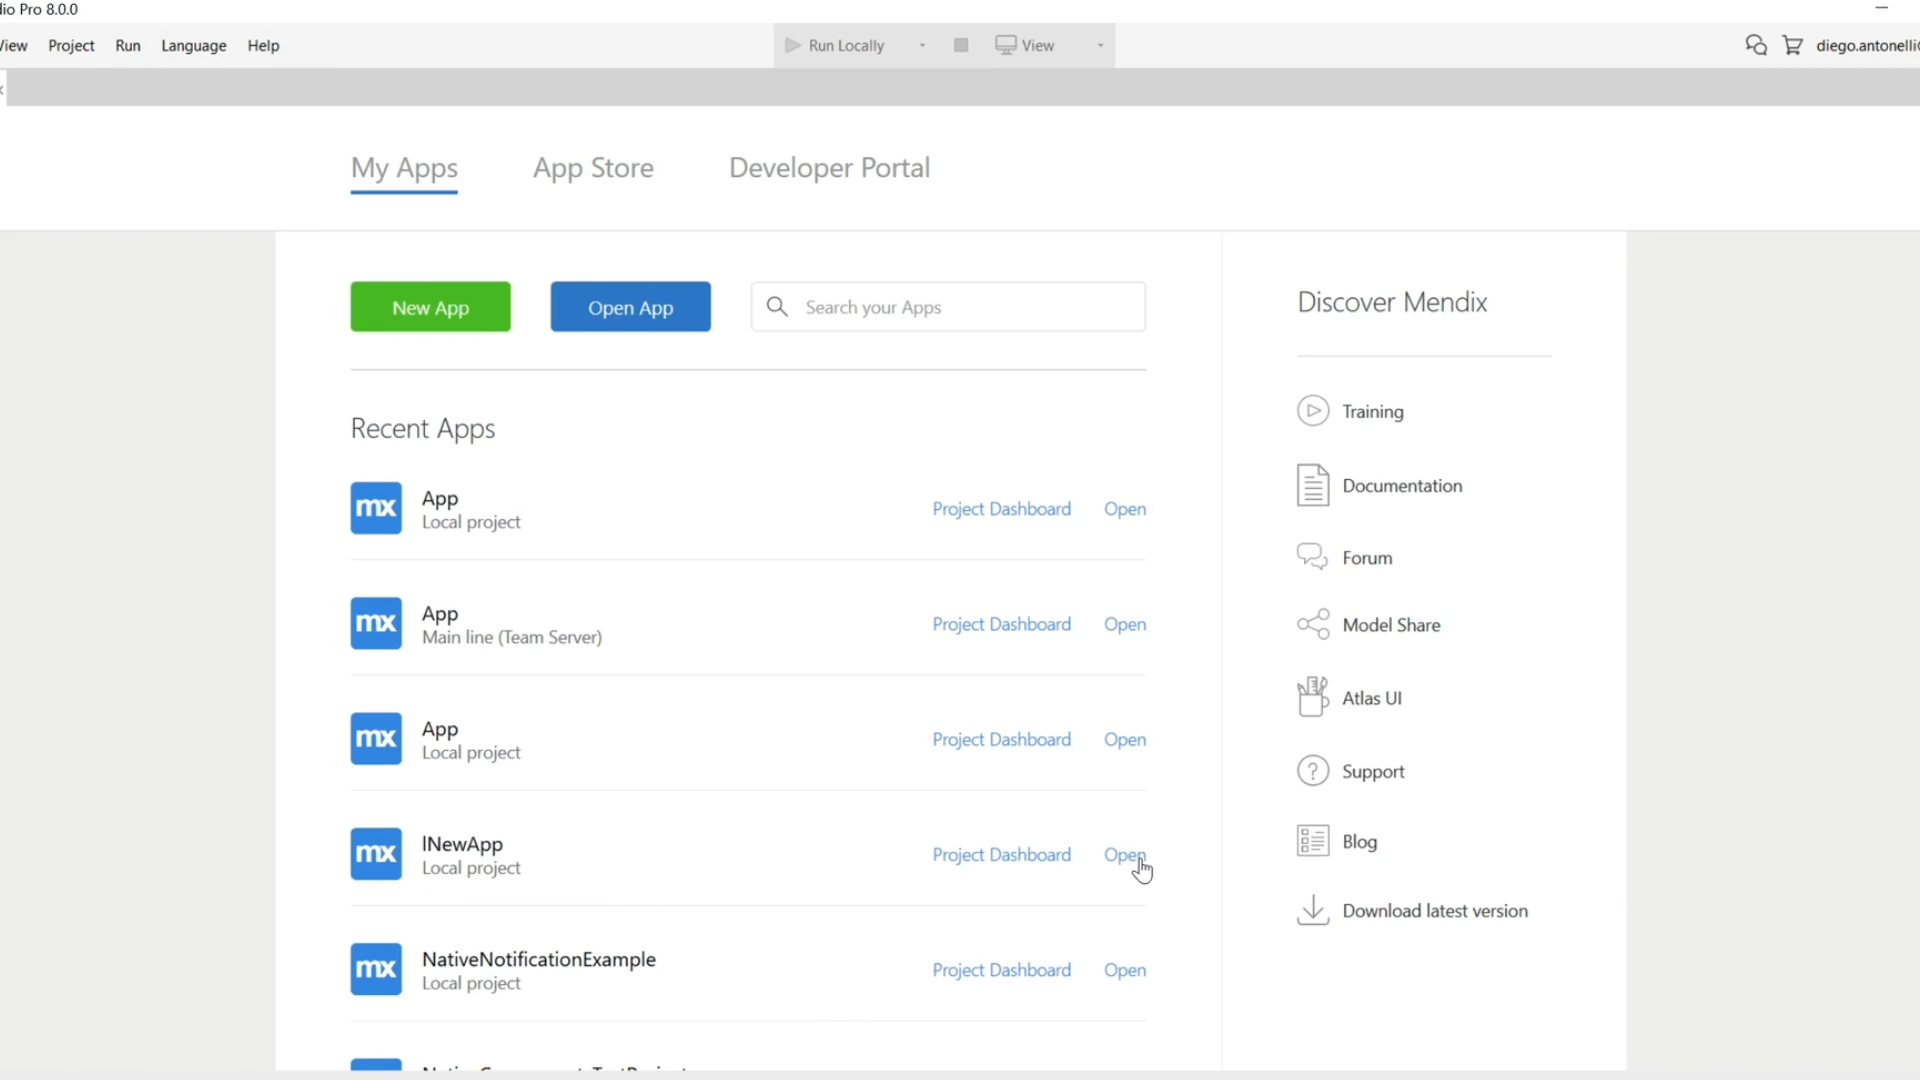 dio Pro 8.0.0
View Project Run Language Help Run Locally View diego.antonelli
My Apps App Store Developer Portal
New App Open App Search your Apps
Recent Apps
mx App Project Dashboard Open
Local project
mx App Project Dashboard Open
Main line (Team Server)
mx App Project Dashboard Open
Local project
mx lNewApp Project Dashboard Open
Local project
mx NativeNotificationExample Project Dashboard Open
Local project
Discover Mendix
Training
Documentation
Forum
Model Share
Atlas UI
Support
Blog
Download latest version